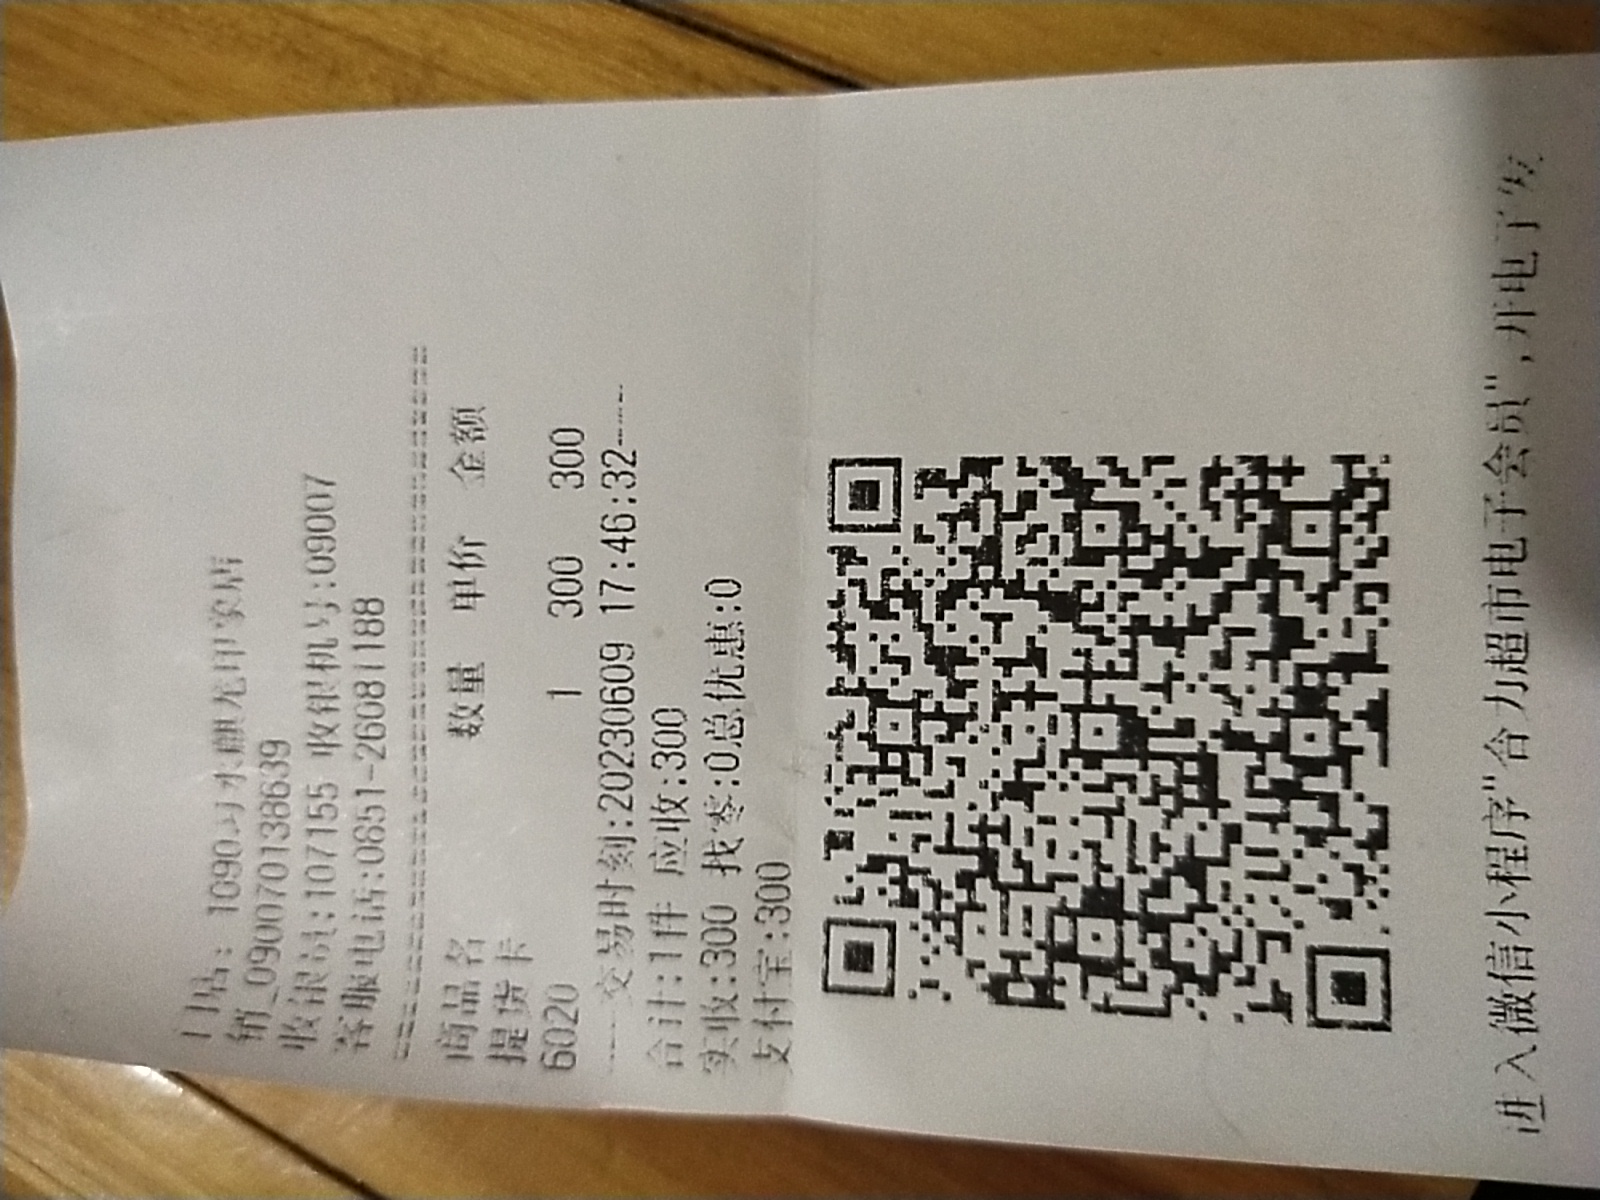 门店: 1090习水麒龙印象店
销_0900701388639
收银员:107155 收银机号:09007
客服电话:0851-26081188
商品名 数量 单价 金额
提货卡
6020 1 300 300
-----交易时刻:20230609 17:46:32-----
合计:1件 应收:300
实收:300 找零:0总优惠:0
支付宝:300
进入微信小程序"合力超市电子会员",开电子发